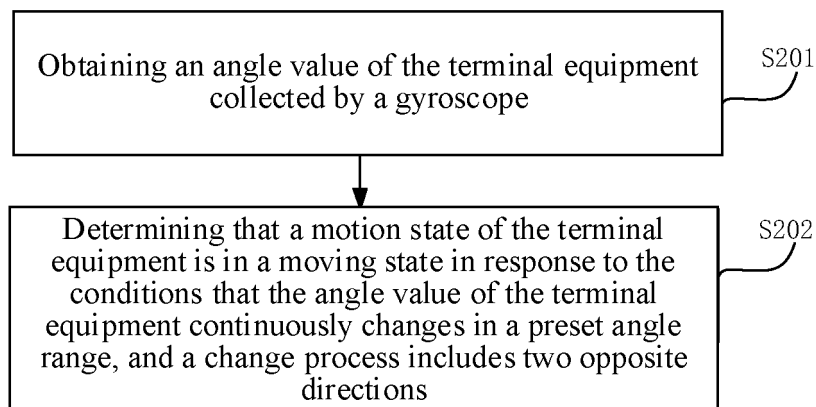 Obtaining an angle value of the terminal equipment
collected by a gyroscope
S201
Determining that a motion state of the terminal
equipment is in a moving state in response to the
conditions that the angle value of the terminal
equipment continuously changes in a preset angle
range, and a change process includes two opposite
directions
S202